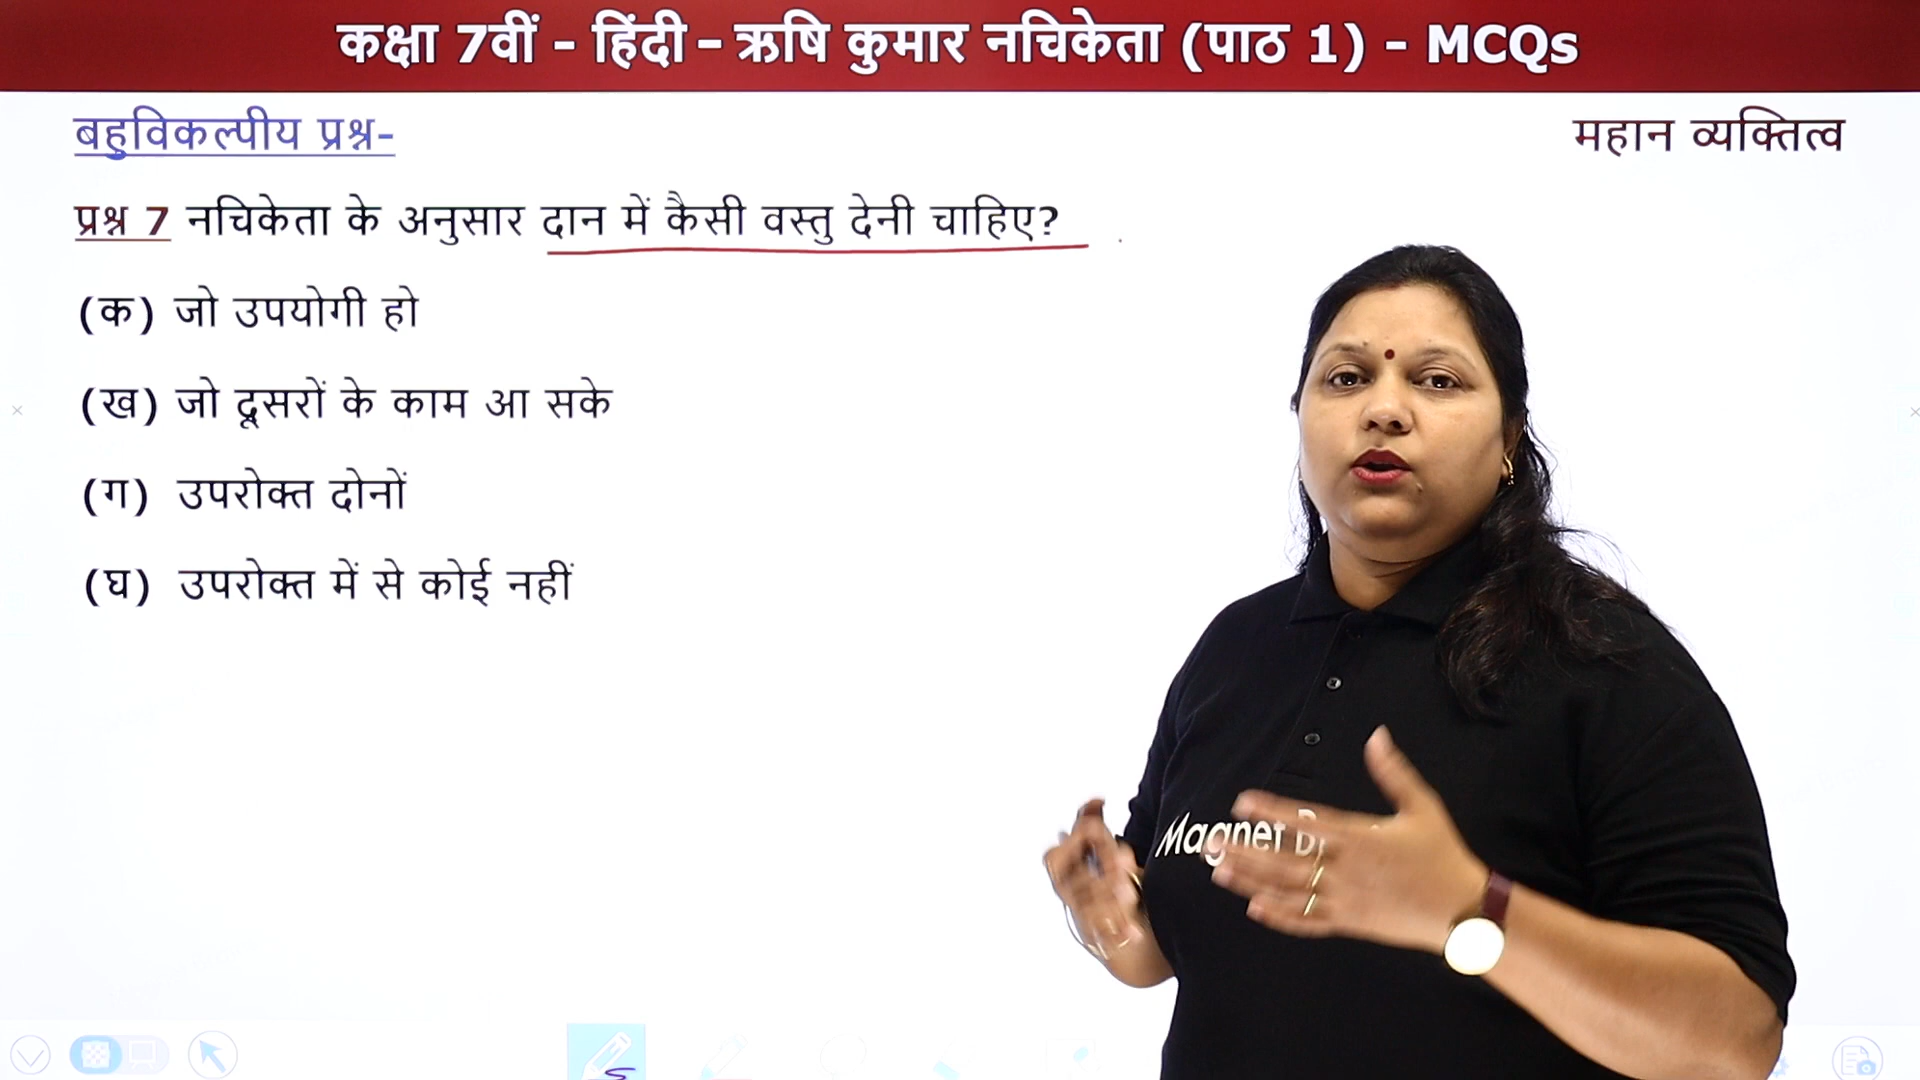 कक्षा 7वीं - हिंदी - ऋषि कुमार नचिकेता (पाठ 1) - MCQs
बहुविकल्पीय प्रश्न-
महान व्यक्तित्व
प्रश्न 7 नचिकेता के अनुसार दान में कैसी वस्तु देनी चाहिए?
(क) जो उपयोगी हो
(ख) जो दूसरों के काम आ सके
(ग) उपरोक्त दोनों
(घ) उपरोक्त में से कोई नहीं
Magnet